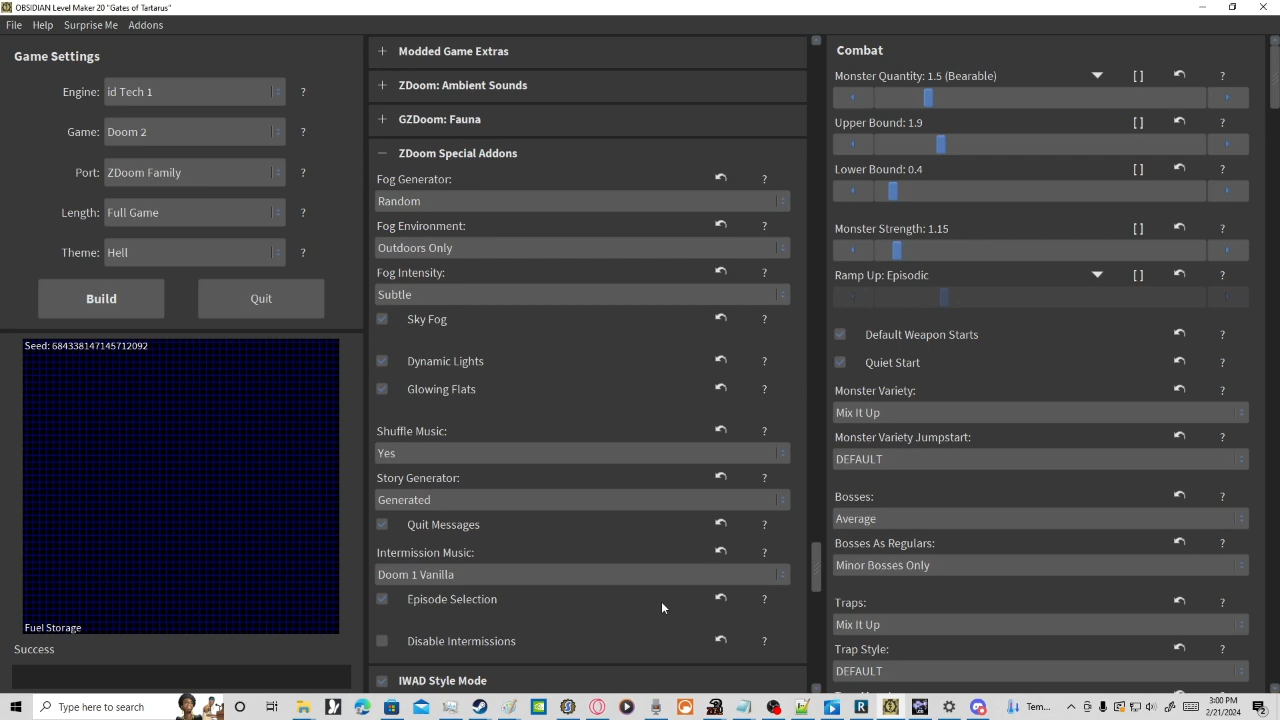 OBSIDIAN Level Maker 20 "Gates of Tartarus"
File Help Surprise Me Addons
Game Settings
Engine: id Tech 1 ?
Game: Doom 2 ?
Port: ZDoom Family ?
Length: Full Game ?
Theme: Hell ?
Build Quit
Seed: 684338147145712092
Fuel Storage
Success
+ Modded Game Extras
+ ZDoom: Ambient Sounds
+ GZDoom: Fauna
− ZDoom Special Addons
Fog Generator: ?
Random
Fog Environment: ?
Outdoors Only
Fog Intensity: ?
Subtle
Sky Fog ?
Dynamic Lights ?
Glowing Flats ?
Shuffle Music: ?
Yes
Story Generator: ?
Generated
Quit Messages ?
Intermission Music: ?
Doom 1 Vanilla
Episode Selection ?
Disable Intermissions ?
IWAD Style Mode
Combat
Monster Quantity: 1.5 (Bearable) [ ] ?
Upper Bound: 1.9 [ ] ?
Lower Bound: 0.4 [ ] ?
Monster Strength: 1.15 [ ] ?
Ramp Up: Episodic [ ] ?
Default Weapon Starts ?
Quiet Start ?
Monster Variety: ?
Mix It Up
Monster Variety Jumpstart: ?
DEFAULT
Bosses: ?
Average
Bosses As Regulars: ?
Minor Bosses Only
Traps: ?
Mix It Up
Trap Style: ?
DEFAULT
Type here to search
Tem...
3:00 PM
2/21/2024